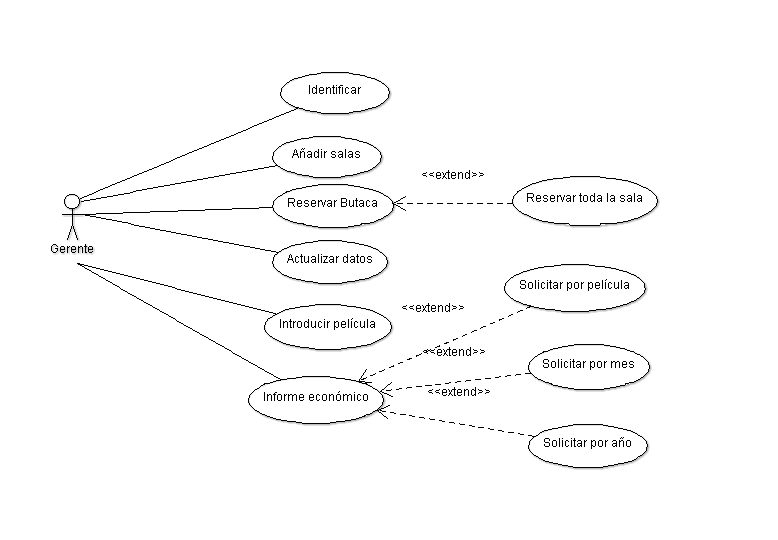 Identificar
Añadir salas
<<extend>>
Reservar Butaca
Reservar toda la sala
Gerente
Actualizar datos
Solicitar por película
<<extend>>
Introducir película
<<extend>>
Solicitar por mes
<<extend>>
Informe económico
Solicitar por año